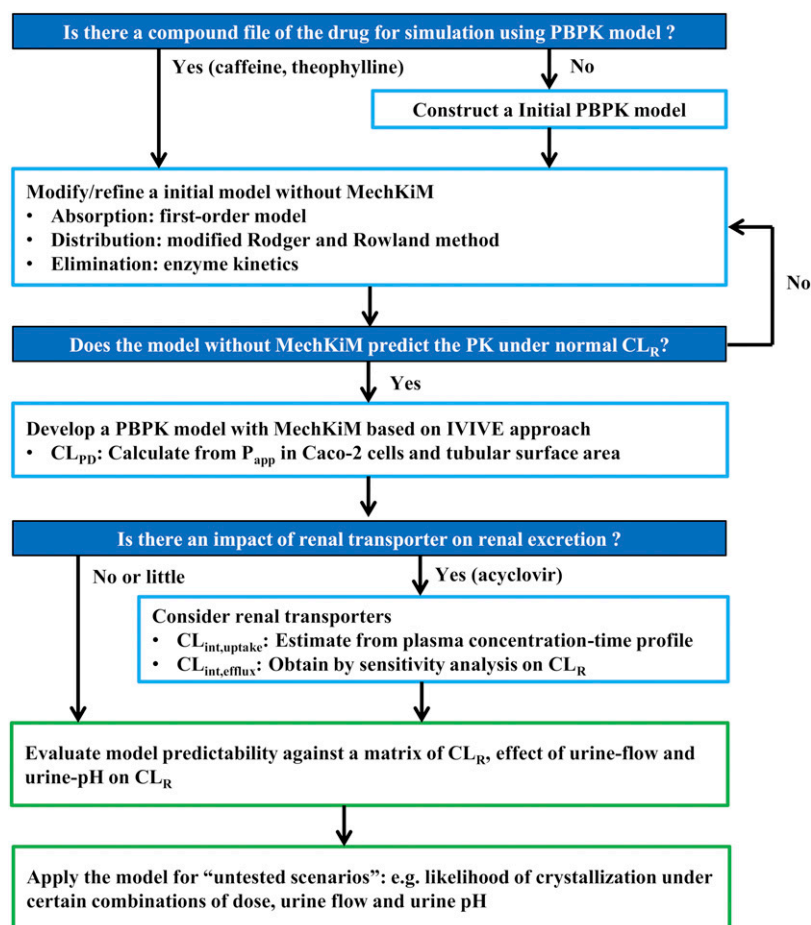 Is there a compound file of the drug for simulation using PBPK model ?
Yes (caffeine, theophylline)
No
Construct a Initial PBPK model
Modify/refine a initial model without MechKiM
• Absorption: first-order model
• Distribution: modified Rodger and Rowland method
• Elimination: enzyme kinetics
No
Does the model without MechKiM predict the PK under normal CLR?
Yes
Develop a PBPK model with MechKiM based on IVIVE approach
• CLPD: Calculate from Papp in Caco-2 cells and tubular surface area
Is there an impact of renal transporter on renal excretion ?
No or little
Yes (acyclovir)
Consider renal transporters
• CLint,uptake: Estimate from plasma concentration-time profile
• CLint,efflux: Obtain by sensitivity analysis on CLR
Evaluate model predictability against a matrix of CLR, effect of urine-flow and
urine-pH on CLR
Apply the model for “untested scenarios”: e.g. likelihood of crystallization under
certain combinations of dose, urine flow and urine pH